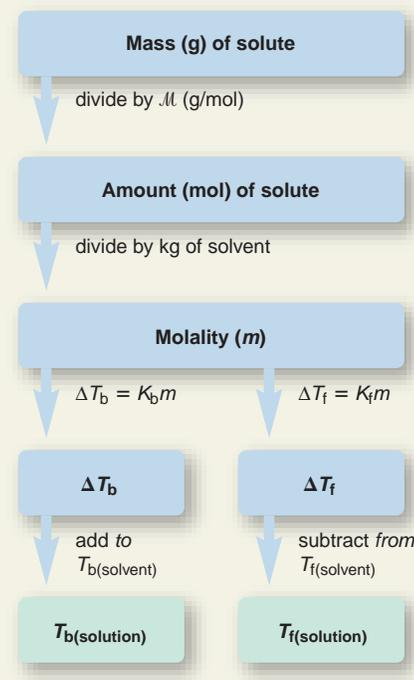 Mass (g) of solute
divide by ℳ (g/mol)
Amount (mol) of solute
divide by kg of solvent
Molality (m)
ΔTb = Kbm
ΔTf = Kfm
ΔTb
ΔTf
add to
Tb(solvent)
subtract from
Tf(solvent)
Tb(solution)
Tf(solution)